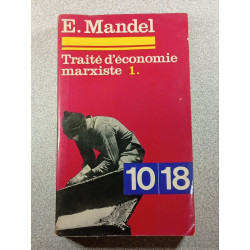 E. Mandel
Traité d'économie
marxiste 1.
10 18